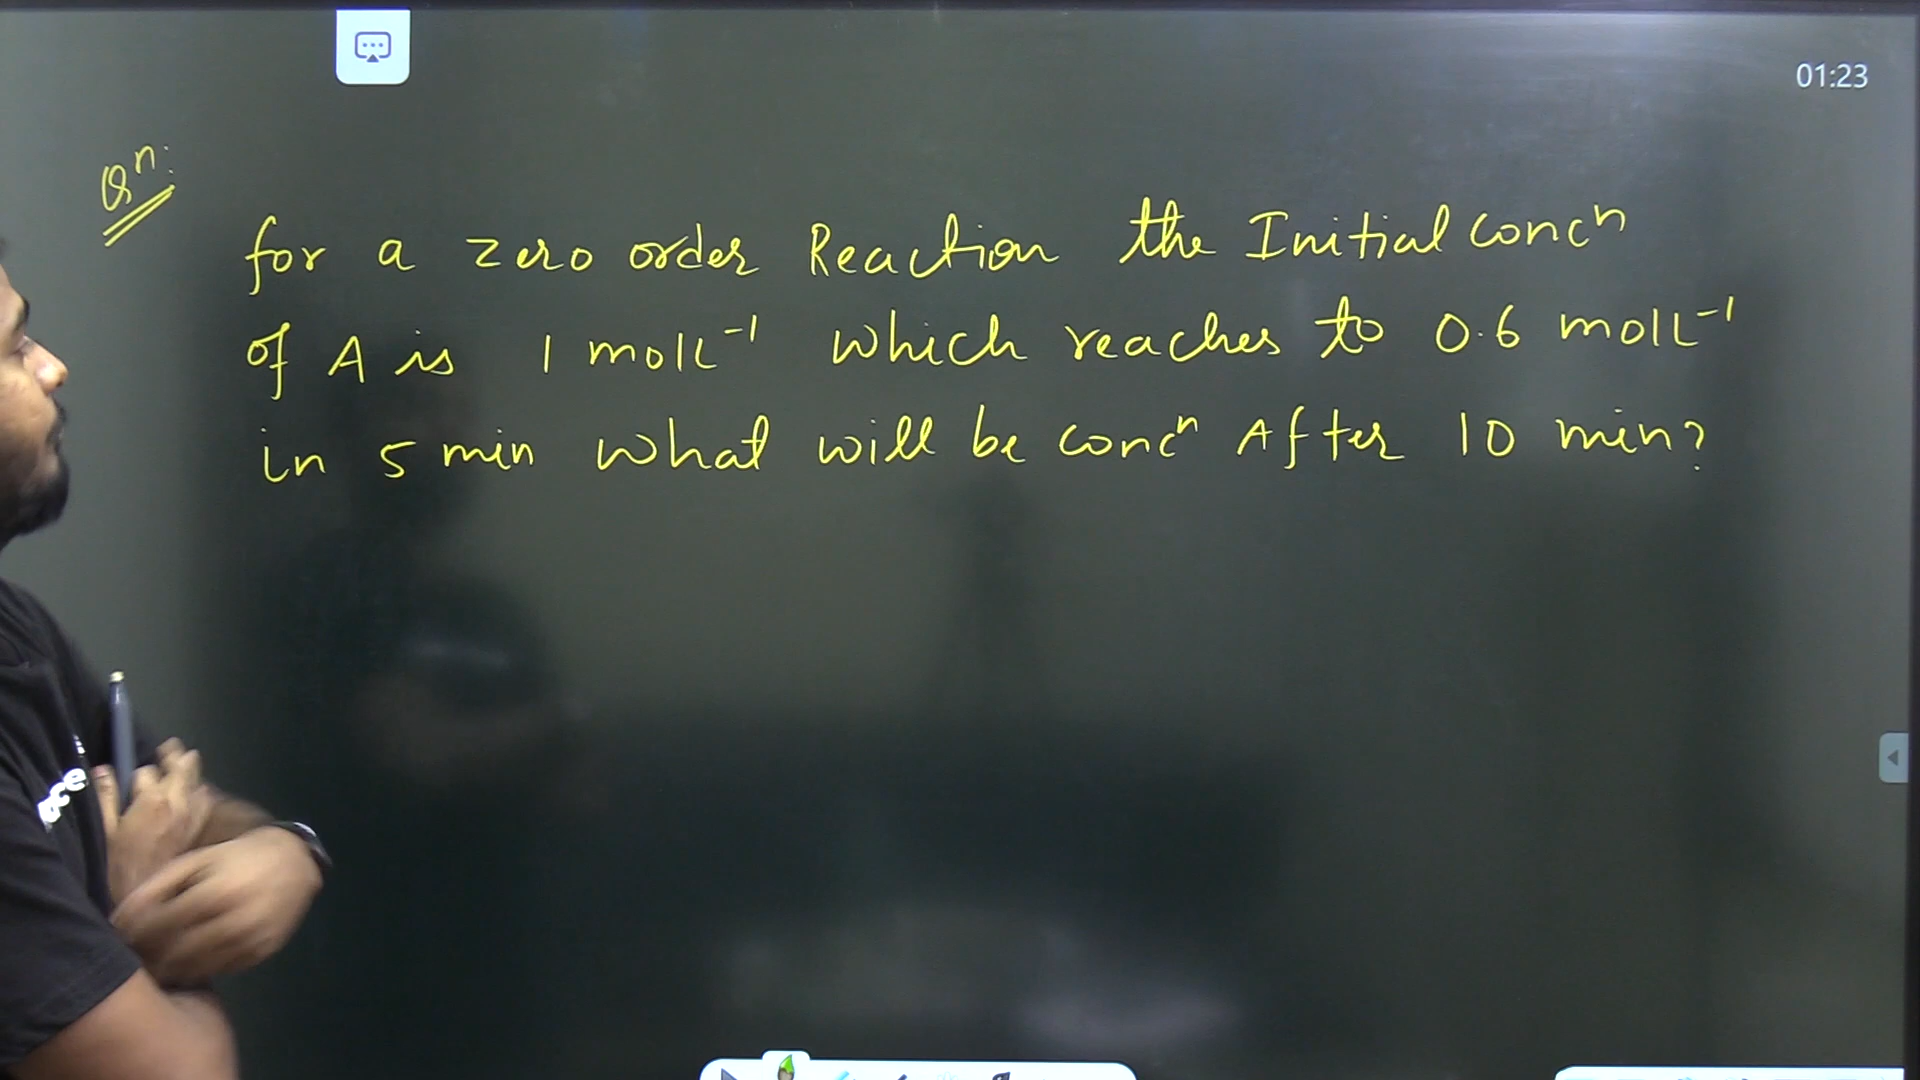 01:23
Qⁿ:
for a zero order Reaction the Initial concⁿ
of A is 1 molL⁻¹ which reaches to 0.6 molL⁻¹
in 5 min what will be concⁿ After 10 min?